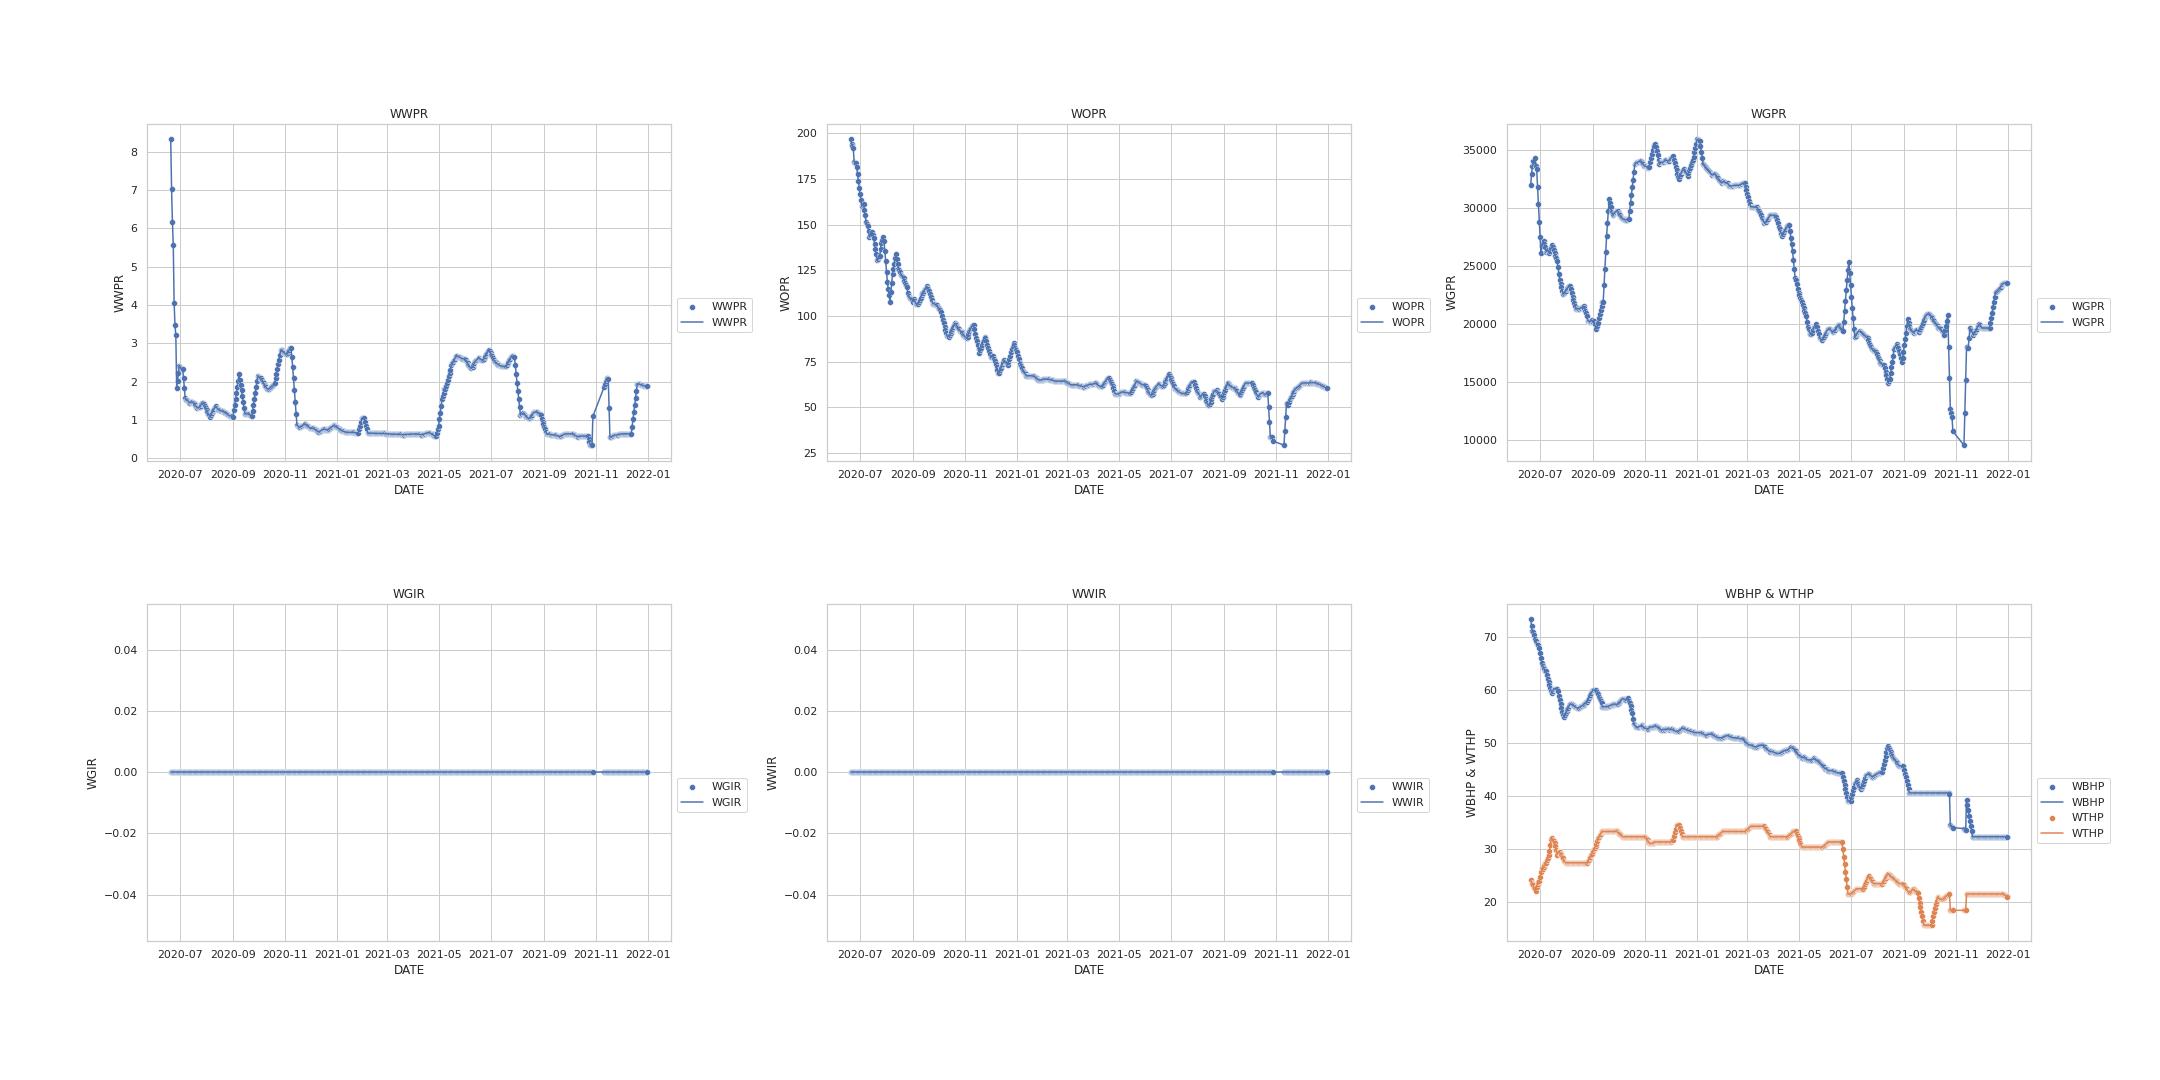 WWPR
WWPR
8
7
6
5
4
3
2
1
0
2020-07 2020-09 2020-11 2021-01 2021-03 2021-05 2021-07 2021-09 2021-11 2022-01
DATE
WWPR
WWPR
WOPR
WOPR
200
175
150
125
100
75
50
25
2020-07 2020-09 2020-11 2021-01 2021-03 2021-05 2021-07 2021-09 2021-11 2022-01
DATE
WOPR
WOPR
WGPR
WGPR
35000
30000
25000
20000
15000
10000
2020-07 2020-09 2020-11 2021-01 2021-03 2021-05 2021-07 2021-09 2021-11 2022-01
DATE
WGPR
WGPR
WGIR
WGIR
0.04
0.02
0.00
−0.02
−0.04
2020-07 2020-09 2020-11 2021-01 2021-03 2021-05 2021-07 2021-09 2021-11 2022-01
DATE
WGIR
WGIR
WWIR
WWIR
0.04
0.02
0.00
−0.02
−0.04
2020-07 2020-09 2020-11 2021-01 2021-03 2021-05 2021-07 2021-09 2021-11 2022-01
DATE
WWIR
WWIR
WBHP & WTHP
WBHP & WTHP
70
60
50
40
30
20
2020-07 2020-09 2020-11 2021-01 2021-03 2021-05 2021-07 2021-09 2021-11 2022-01
DATE
WBHP
WBHP
WTHP
WTHP